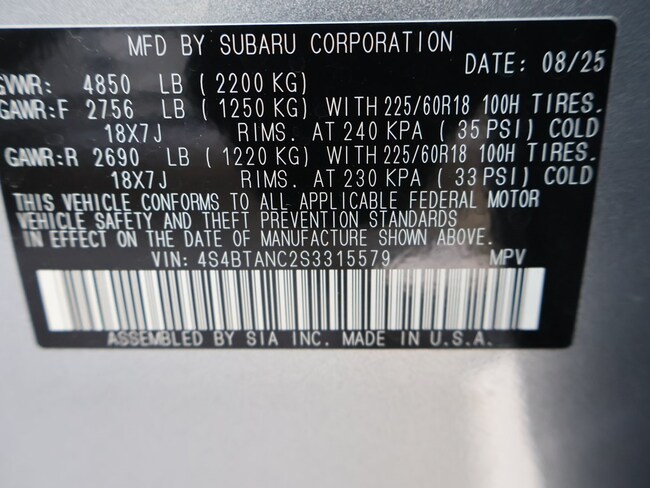 MFD BY SUBARU CORPORATION
DATE: 08/25
GVWR: 4850 LB (2200 KG)
GAWR:F 2756 LB (1250 KG) WITH 225/60R18 100H TIRES.
18X7J RIMS. AT 240 KPA (35 PSI) COLD
GAWR:R 2690 LB (1220 KG) WITH 225/60R18 100H TIRES.
18X7J RIMS. AT 230 KPA (33 PSI) COLD
THIS VEHICLE CONFORMS TO ALL APPLICABLE FEDERAL MOTOR
VEHICLE SAFETY AND THEFT PREVENTION STANDARDS
IN EFFECT ON THE DATE OF MANUFACTURE SHOWN ABOVE.
VIN: 4S4BTANC2S3315579 MPV
ASSEMBLED BY SIA INC. MADE IN U.S.A.